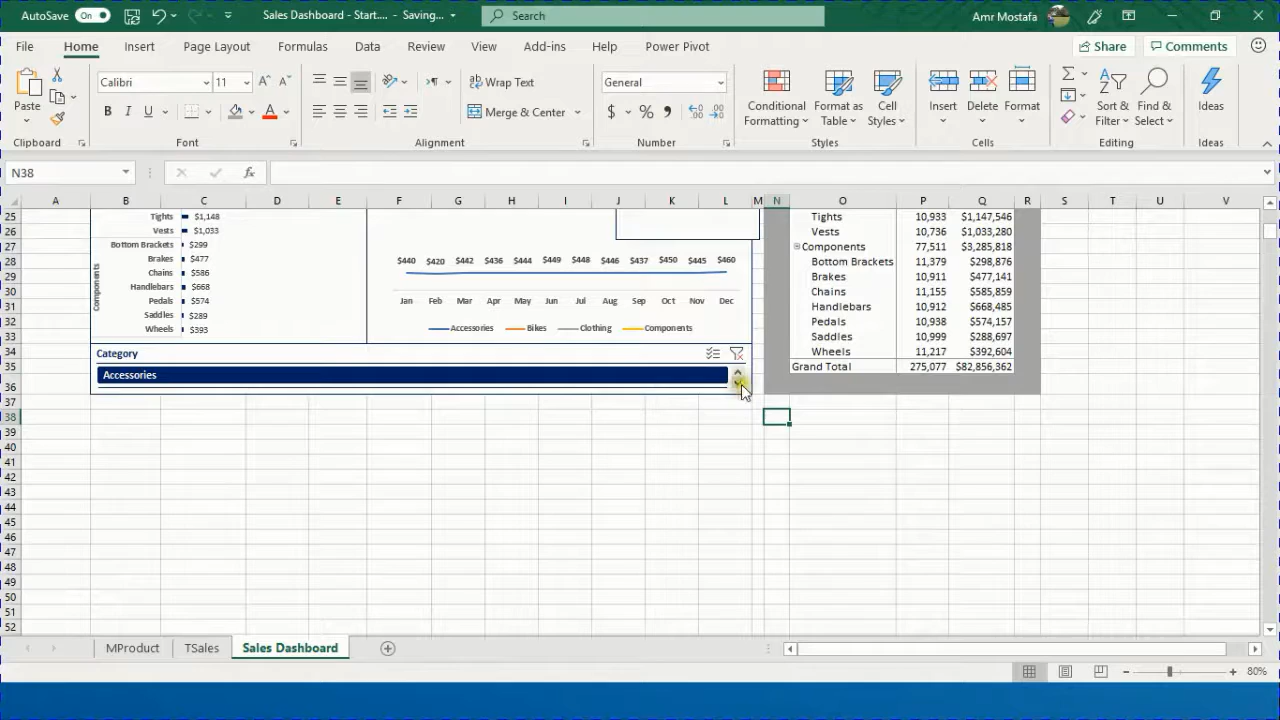 AutoSave On Sales Dashboard - Start.... - Saving... Search Amr Mostafa
File Home Insert Page Layout Formulas Data Review View Add-ins Help Power Pivot Share Comments
Paste Calibri 11 Wrap Text General Conditional Formatting Format as Table Cell Styles Insert Delete Format Sort & Filter Find & Select Ideas
B I U A Merge & Center $ %
Clipboard Font Alignment Number Styles Cells Editing Ideas
N38 fx
A B C D E F G H I J K L M N O P Q R S T U V
25 Tights $1,148 Tights 10,933 $1,147,546
26 Vests $1,033 Vests 10,736 $1,033,280
27 Bottom Brackets $299 Components 77,511 $3,285,818
28 Brakes $477 $440 $420 $442 $436 $444 $449 $448 $446 $437 $450 $445 $460 Bottom Brackets 11,379 $298,876
29 Chains $586 Brakes 10,911 $477,141
30 Handlebars $668 Chains 11,155 $585,859
Components
31 Pedals $574 Jan Feb Mar Apr May Jun Jul Aug Sep Oct Nov Dec Handlebars 10,912 $668,485
32 Saddles $289 Pedals 10,938 $574,157
33 Wheels $393 Accessories Bikes Clothing Components Saddles 10,999 $288,697
34 Category Wheels 11,217 $392,604
35 Accessories Grand Total 275,077 $82,856,362
36
37
38
39
40
41
42
43
44
45
46
47
48
49
50
51
52
MProduct TSales Sales Dashboard
80%